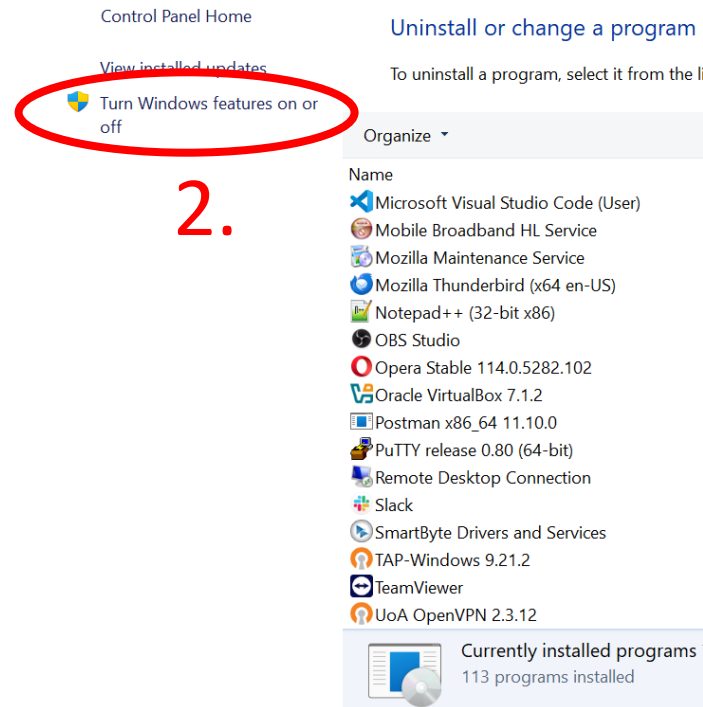 Control Panel Home
View installed updates
Turn Windows features on or
off
2.
Uninstall or change a program
To uninstall a program, select it from the li
Organize
Name
Microsoft Visual Studio Code (User)
Mobile Broadband HL Service
Mozilla Maintenance Service
Mozilla Thunderbird (x64 en-US)
Notepad++ (32-bit x86)
OBS Studio
Opera Stable 114.0.5282.102
Oracle VirtualBox 7.1.2
Postman x86_64 11.10.0
PuTTY release 0.80 (64-bit)
Remote Desktop Connection
Slack
SmartByte Drivers and Services
TAP-Windows 9.21.2
TeamViewer
UoA OpenVPN 2.3.12
Currently installed programs
113 programs installed